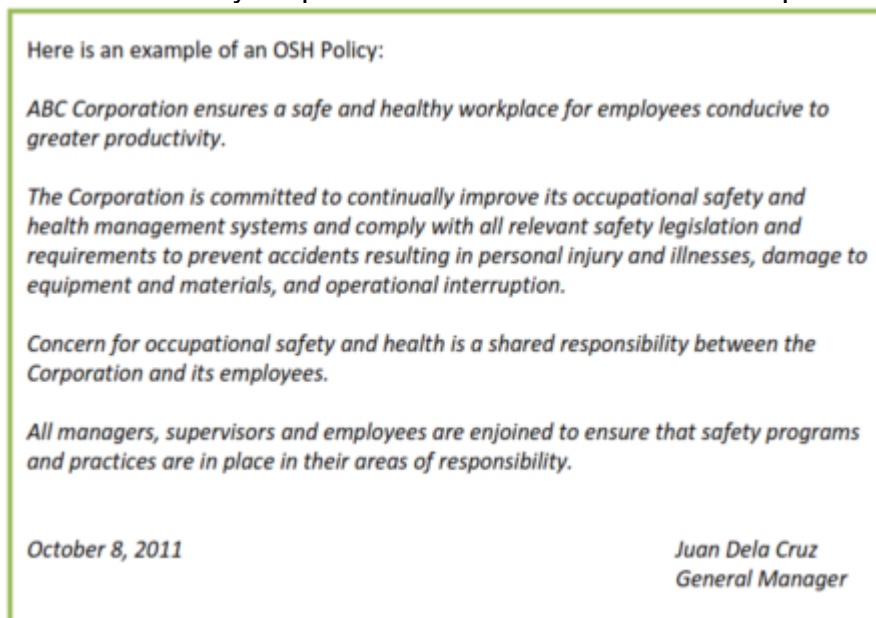 Here is an example of an OSH Policy:
ABC Corporation ensures a safe and healthy workplace for employees conducive to
greater productivity.
The Corporation is committed to continually improve its occupational safety and
health management systems and comply with all relevant safety legislation and
requirements to prevent accidents resulting in personal injury and illnesses, damage to
equipment and materials, and operational interruption.
Concern for occupational safety and health is a shared responsibility between the
Corporation and its employees.
All managers, supervisors and employees are enjoined to ensure that safety programs
and practices are in place in their areas of responsibility.
October 8, 2011 Juan Dela Cruz
General Manager